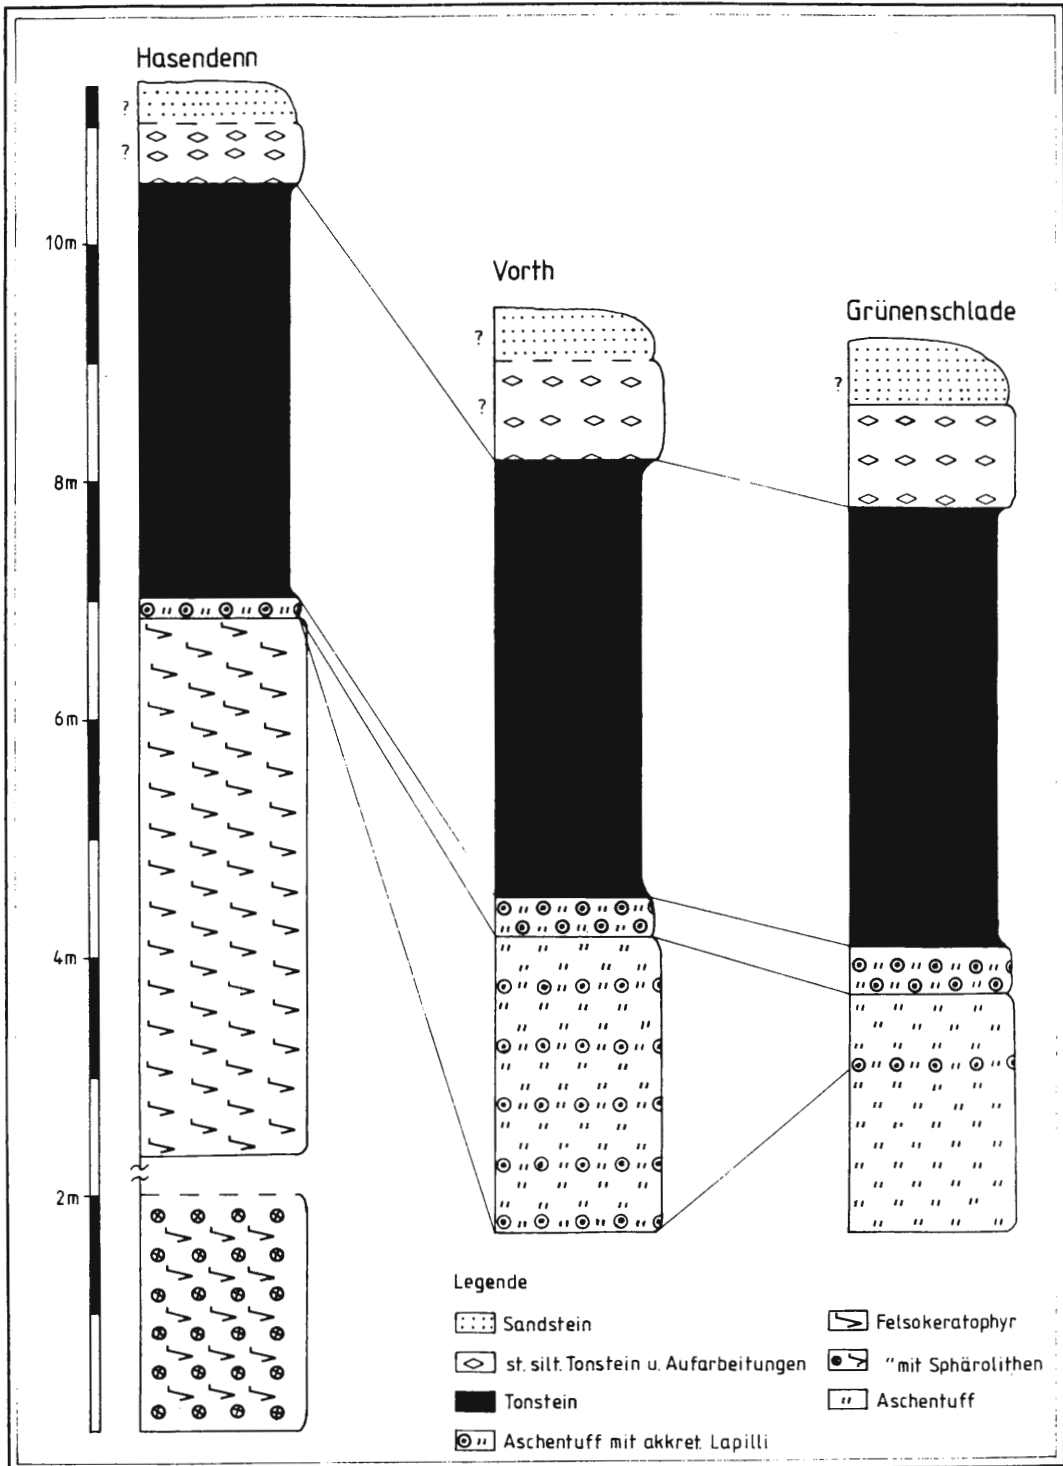 Hasendenn
?
?
10m
Vorth
Grünenschlade
?
?
?
8m
6m
4m
2m
Legende
Sandstein
st. silt. Tonstein u. Aufarbeitungen
Tonstein
Aschentuff mit akkret. Lapilli
Felsokeratophyr
" mit Sphärolithen
Aschentuff